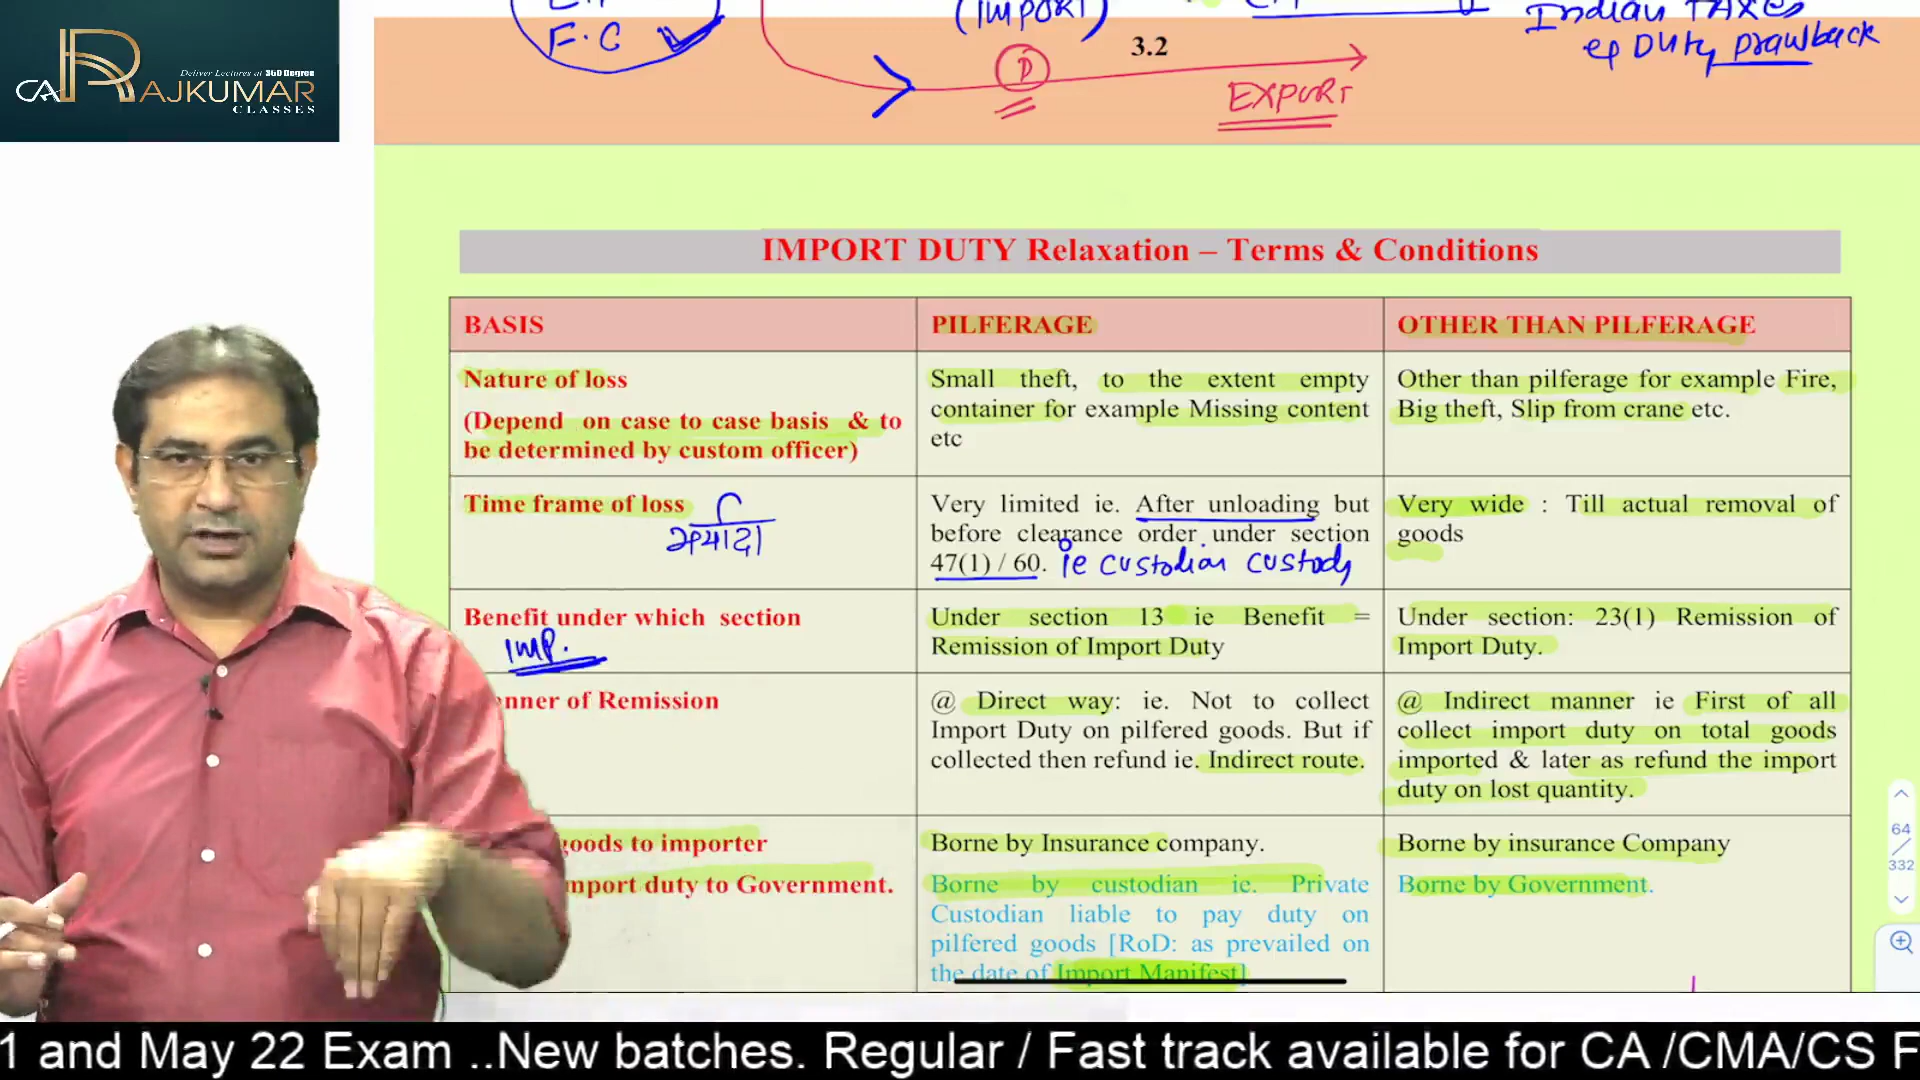 Deliver Lectures at 360 Degree
CA RAJKUMAR
CLASSES
F.C
(IMPORT)
3.2
EXPORT
Indian TAXES
eg Duty Drawback
IMPORT DUTY Relaxation – Terms & Conditions
BASIS
PILFERAGE
OTHER THAN PILFERAGE
Nature of loss
(Depend on case to case basis & to
be determined by custom officer)
Small theft, to the extent empty
container for example Missing content
etc
Other than pilferage for example Fire,
Big theft, Slip from crane etc.
Time frame of loss
Very limited ie. After unloading but
before clearance order under section
47(1) / 60. ie custodian custody
Very wide : Till actual removal of
goods
Benefit under which section
IMP.
Under section 13 ie Benefit =
Remission of Import Duty
Under section: 23(1) Remission of
Import Duty.
nner of Remission
@ Direct way: ie. Not to collect
Import Duty on pilfered goods. But if
collected then refund ie. Indirect route.
@ Indirect manner ie First of all
collect import duty on total goods
imported & later as refund the import
duty on lost quantity.
goods to importer
mport duty to Government.
Borne by Insurance company.
Borne by custodian ie. Private
Custodian liable to pay duty on
pilfered goods [RoD: as prevailed on
the date of Import Manifest]
Borne by insurance Company
Borne by Government.
64
332
1 and May 22 Exam ..New batches. Regular / Fast track available for CA /CMA/CS F